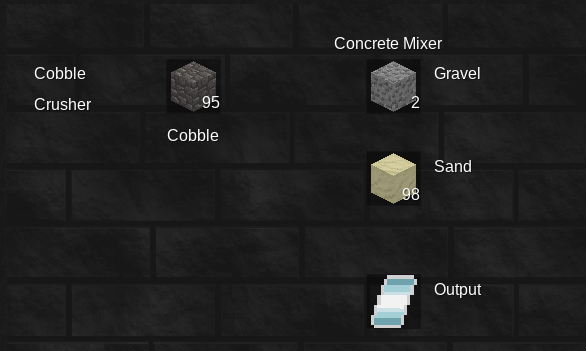 Concrete Mixer
Cobble
Crusher
95
Cobble
2
Gravel
98
Sand
Output